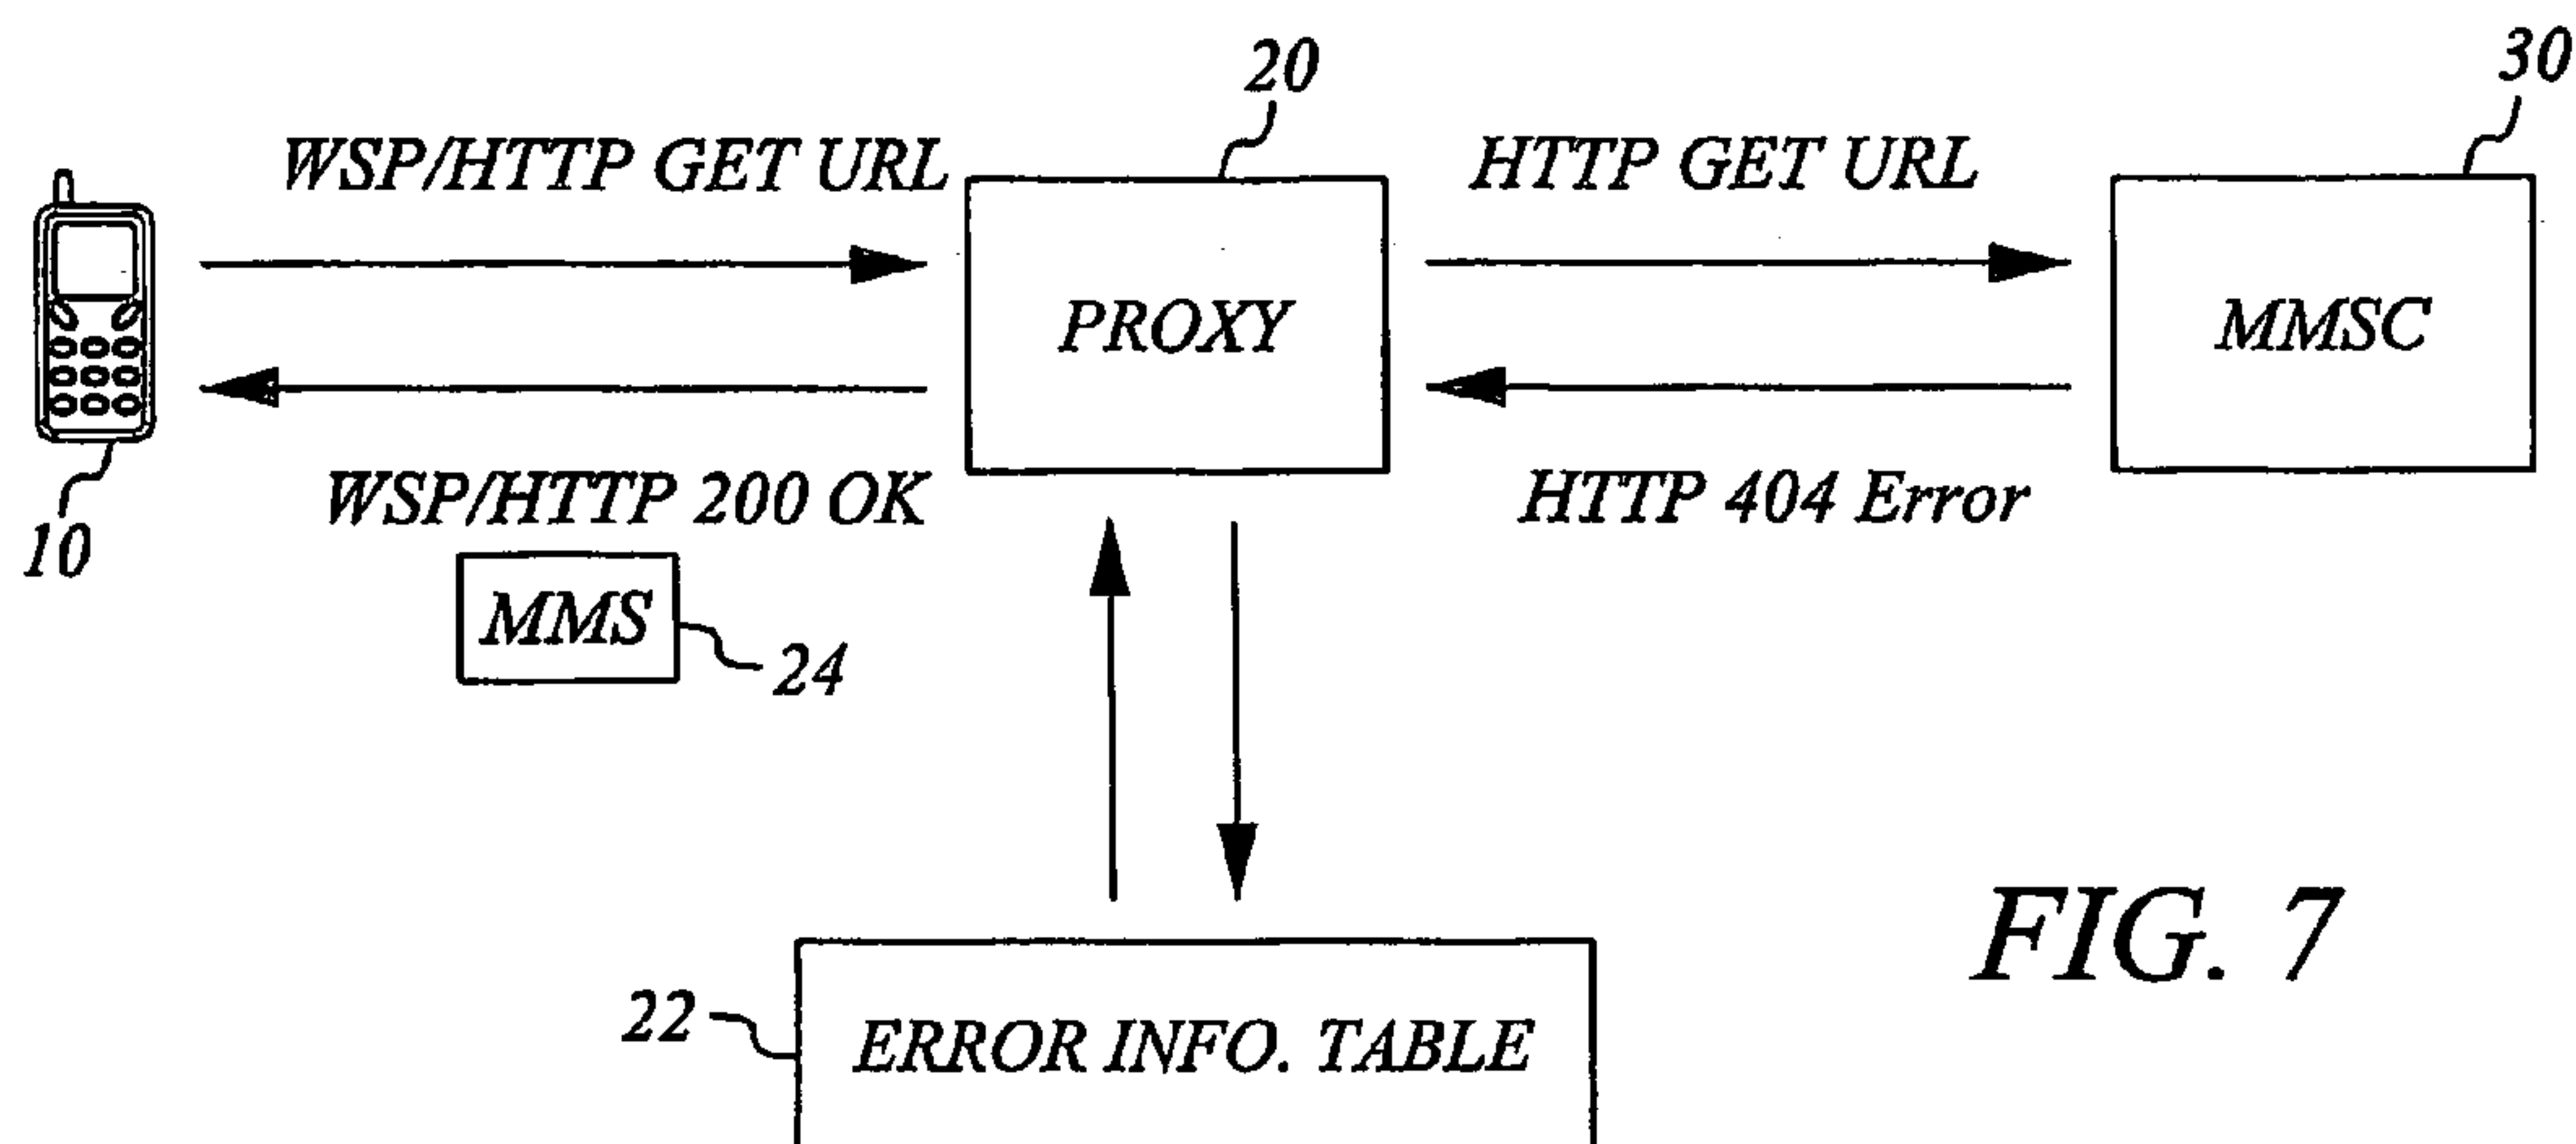 20
30
WSP/HTTP GET URL
HTTP GET URL
PROXY
MMSC
WSP/HTTP 200 OK
HTTP 404 Error
10
MMS
24
22
ERROR INFO. TABLE
FIG. 7